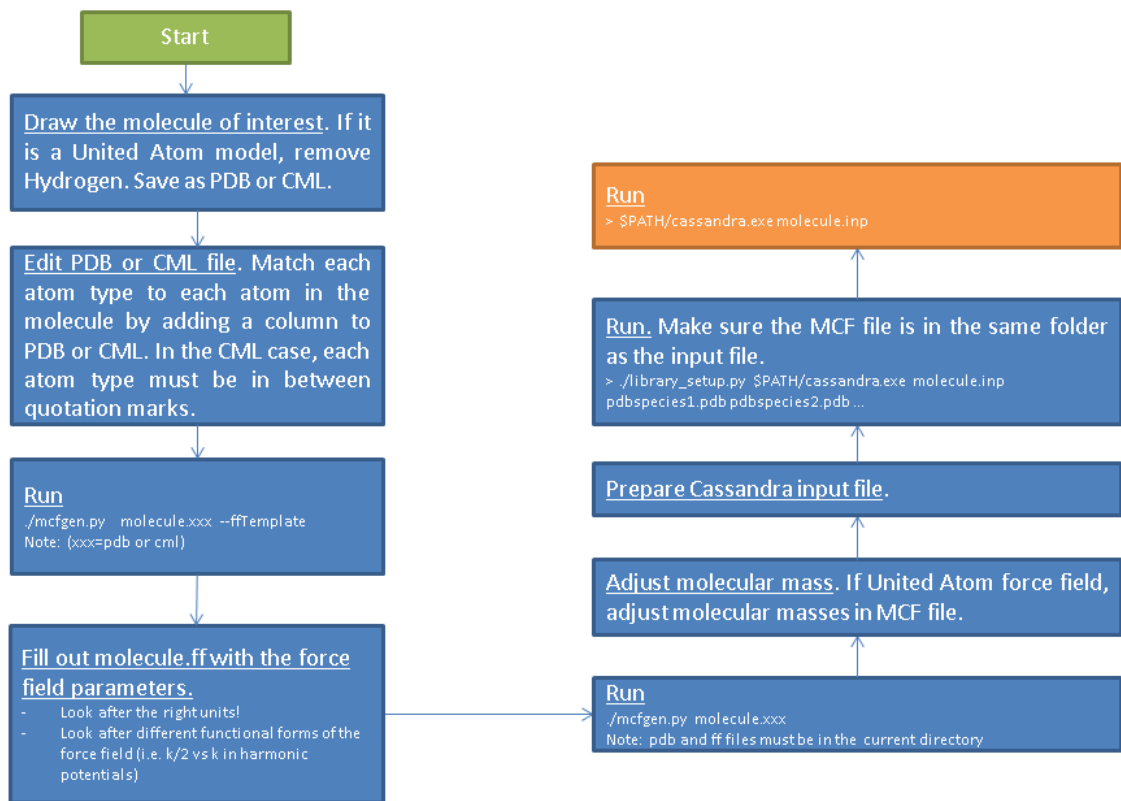 Start
Draw the molecule of interest. If it
is a United Atom model, remove
Hydrogen. Save as PDB or CML.
Edit PDB or CML file. Match each
atom type to each atom in the
molecule by adding a column to
PDB or CML. In the CML case, each
atom type must be in between
quotation marks.
Run
./mcfgen.py molecule.xxx --ffTemplate
Note: (xxx=pdb or cml)
Fill out molecule.ff with the force
field parameters.
- Look after the right units!
- Look after different functional forms of the
force field (i.e. k/2 vs k in harmonic
potentials)
Run
./mcfgen.py molecule.xxx
Note: pdb and ff files must be in the current directory
Adjust molecular mass. If United Atom force field,
adjust molecular masses in MCF file.
Prepare Cassandra input file.
Run. Make sure the MCF file is in the same folder
as the input file.
> ./library_setup.py $PATH/cassandra.exe molecule.inp
pdbspecies1.pdb pdbspecies2.pdb ...
Run
> $PATH/cassandra.exe molecule.inp